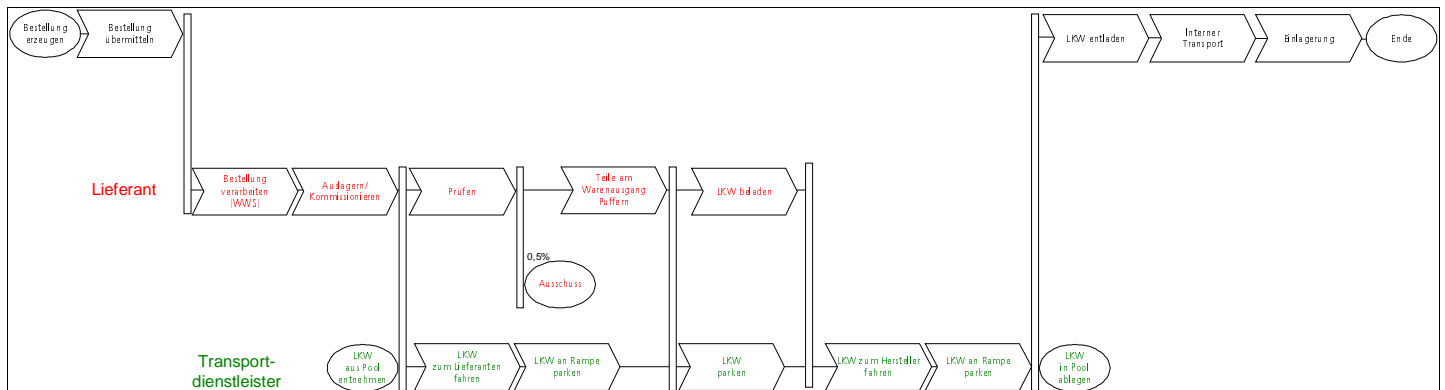 Bestellung
erzeugen
Bestellung
übermitteln
LKW entladen
Interner
Transport
Einlagerung
Ende
Lieferant
Bestellung
verarbeiten
(WWS)
Auslagern/
Kommissionieren
Prüfen
Teile am
Warenausgang
Puffern
LKW beladen
0,5%
Ausschuss
Transport-
dienstleister
LKW
aus Pool
entnehmen
LKW
zum Lieferanten
fahren
LKW an Rampe
parken
LKW
parken
LKW zum Hersteller
fahren
LKW an Rampe
parken
LKW
in Pool
ablegen